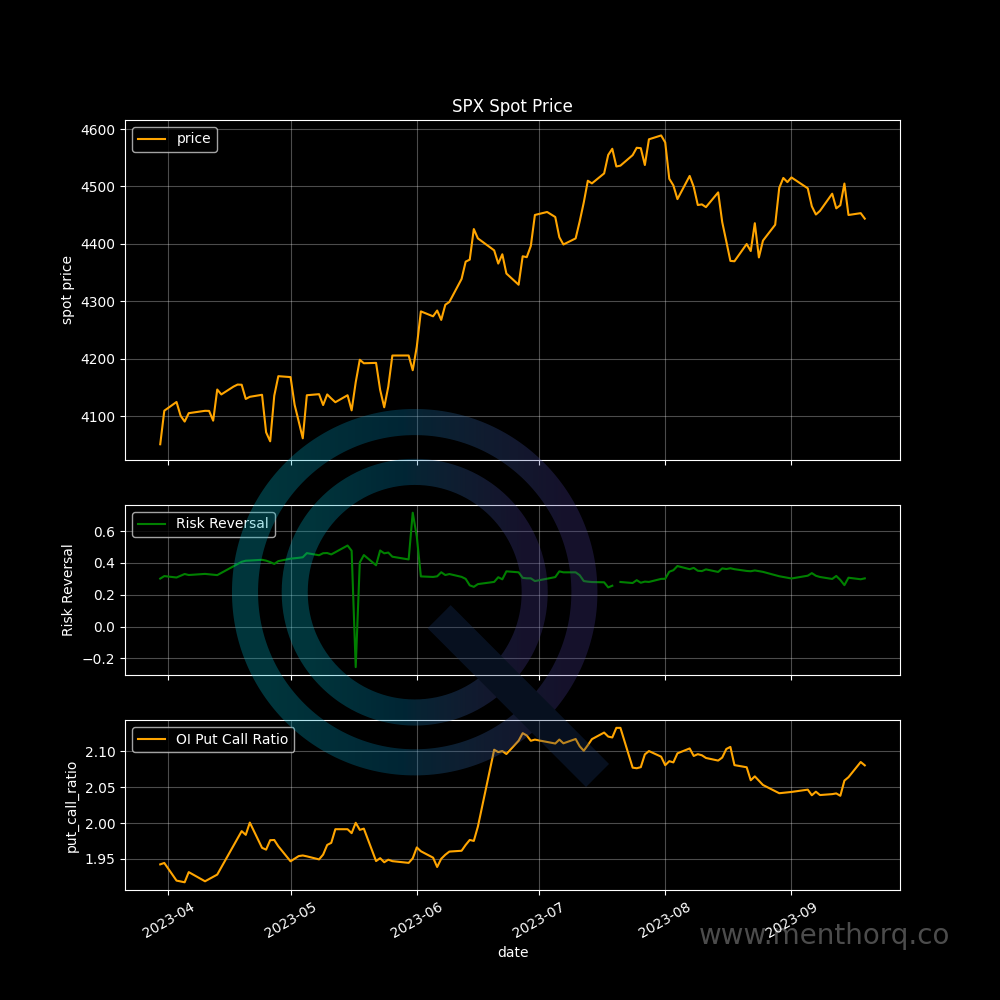 SPX Spot Price
price
4600
4500
4400
4300
4200
4100
spot price
Risk Reversal
0.6
0.4
0.2
0.0
−0.2
Risk Reversal
OI Put Call Ratio
2.10
2.05
2.00
1.95
put_call_ratio
2023-04 2023-05 2023-06 2023-07 2023-08 2023-09
date
www.menthorq.co